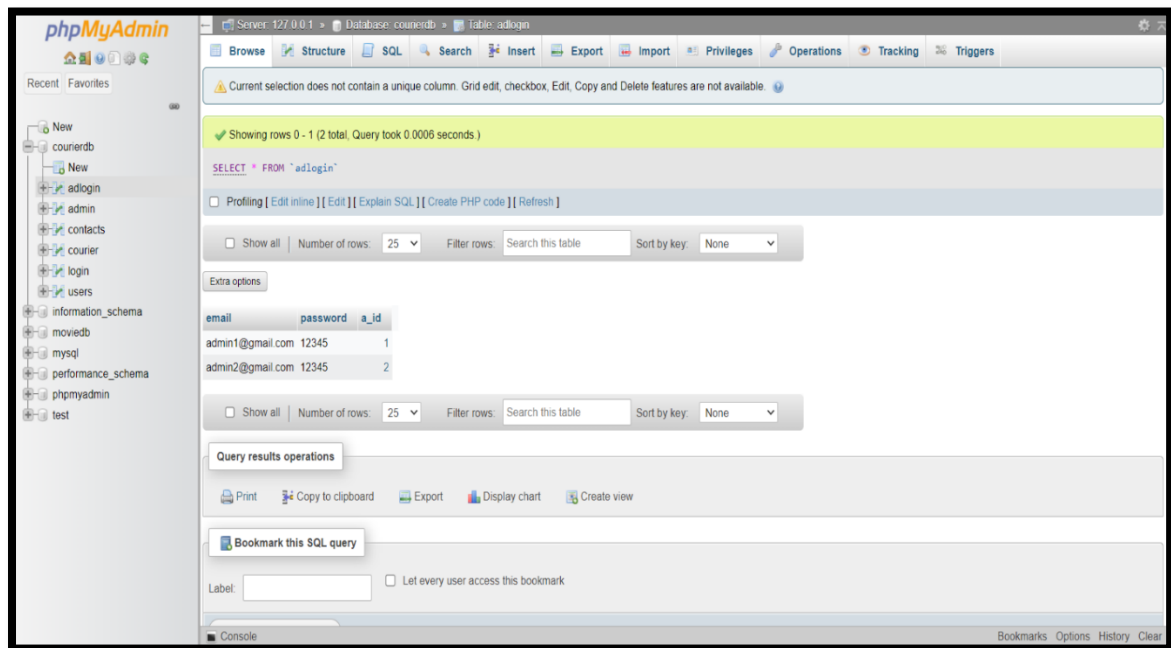 phpMyAdmin
Recent Favorites
New
courierdb
New
adlogin
admin
contacts
courier
login
users
information_schema
moviedb
mysql
performance_schema
phpmyadmin
test
Server: 127.0.0.1 » Database: courierdb » Table: adlogin
Browse Structure SQL Search Insert Export Import Privileges Operations Tracking Triggers
Current selection does not contain a unique column. Grid edit, checkbox, Edit, Copy and Delete features are not available.
Showing rows 0 - 1 (2 total, Query took 0.0006 seconds.)
SELECT * FROM `adlogin`
Profiling [ Edit inline ] [ Edit ] [ Explain SQL ] [ Create PHP code ] [ Refresh ]
Show all | Number of rows: 25 Filter rows: Search this table Sort by key: None
Extra options
email password a_id
admin1@gmail.com 12345 1
admin2@gmail.com 12345 2
Show all | Number of rows: 25 Filter rows: Search this table Sort by key: None
Query results operations
Print Copy to clipboard Export Display chart Create view
Bookmark this SQL query
Label: Let every user access this bookmark
Console Bookmarks Options History Clear